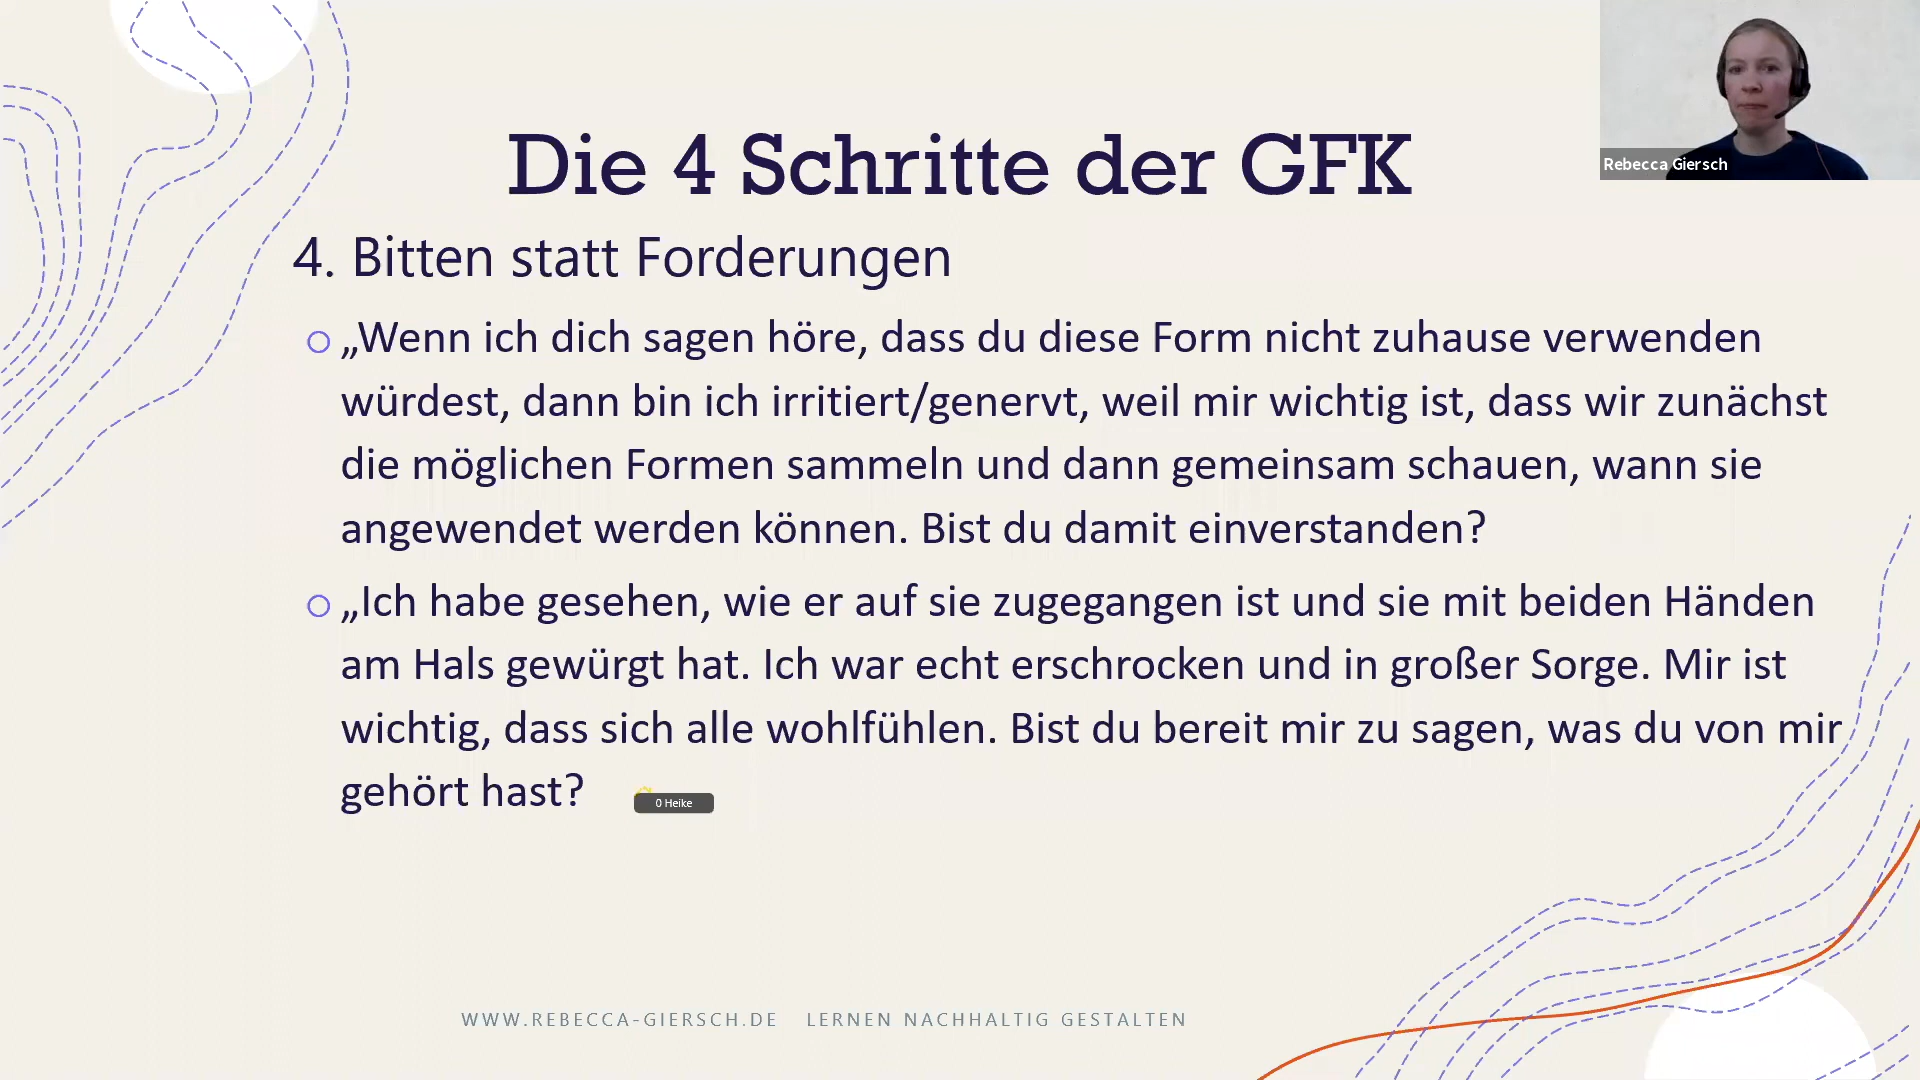 Rebecca Giersch
Die 4 Schritte der GFK
4. Bitten statt Forderungen
„Wenn ich dich sagen höre, dass du diese Form nicht zuhause verwenden
würdest, dann bin ich irritiert/genervt, weil mir wichtig ist, dass wir zunächst
die möglichen Formen sammeln und dann gemeinsam schauen, wann sie
angewendet werden können. Bist du damit einverstanden?
„Ich habe gesehen, wie er auf sie zugegangen ist und sie mit beiden Händen
am Hals gewürgt hat. Ich war echt erschrocken und in großer Sorge. Mir ist
wichtig, dass sich alle wohlfühlen. Bist du bereit mir zu sagen, was du von mir
gehört hast?
0 Heike
WWW.REBECCA-GIERSCH.DE LERNEN NACHHALTIG GESTALTEN